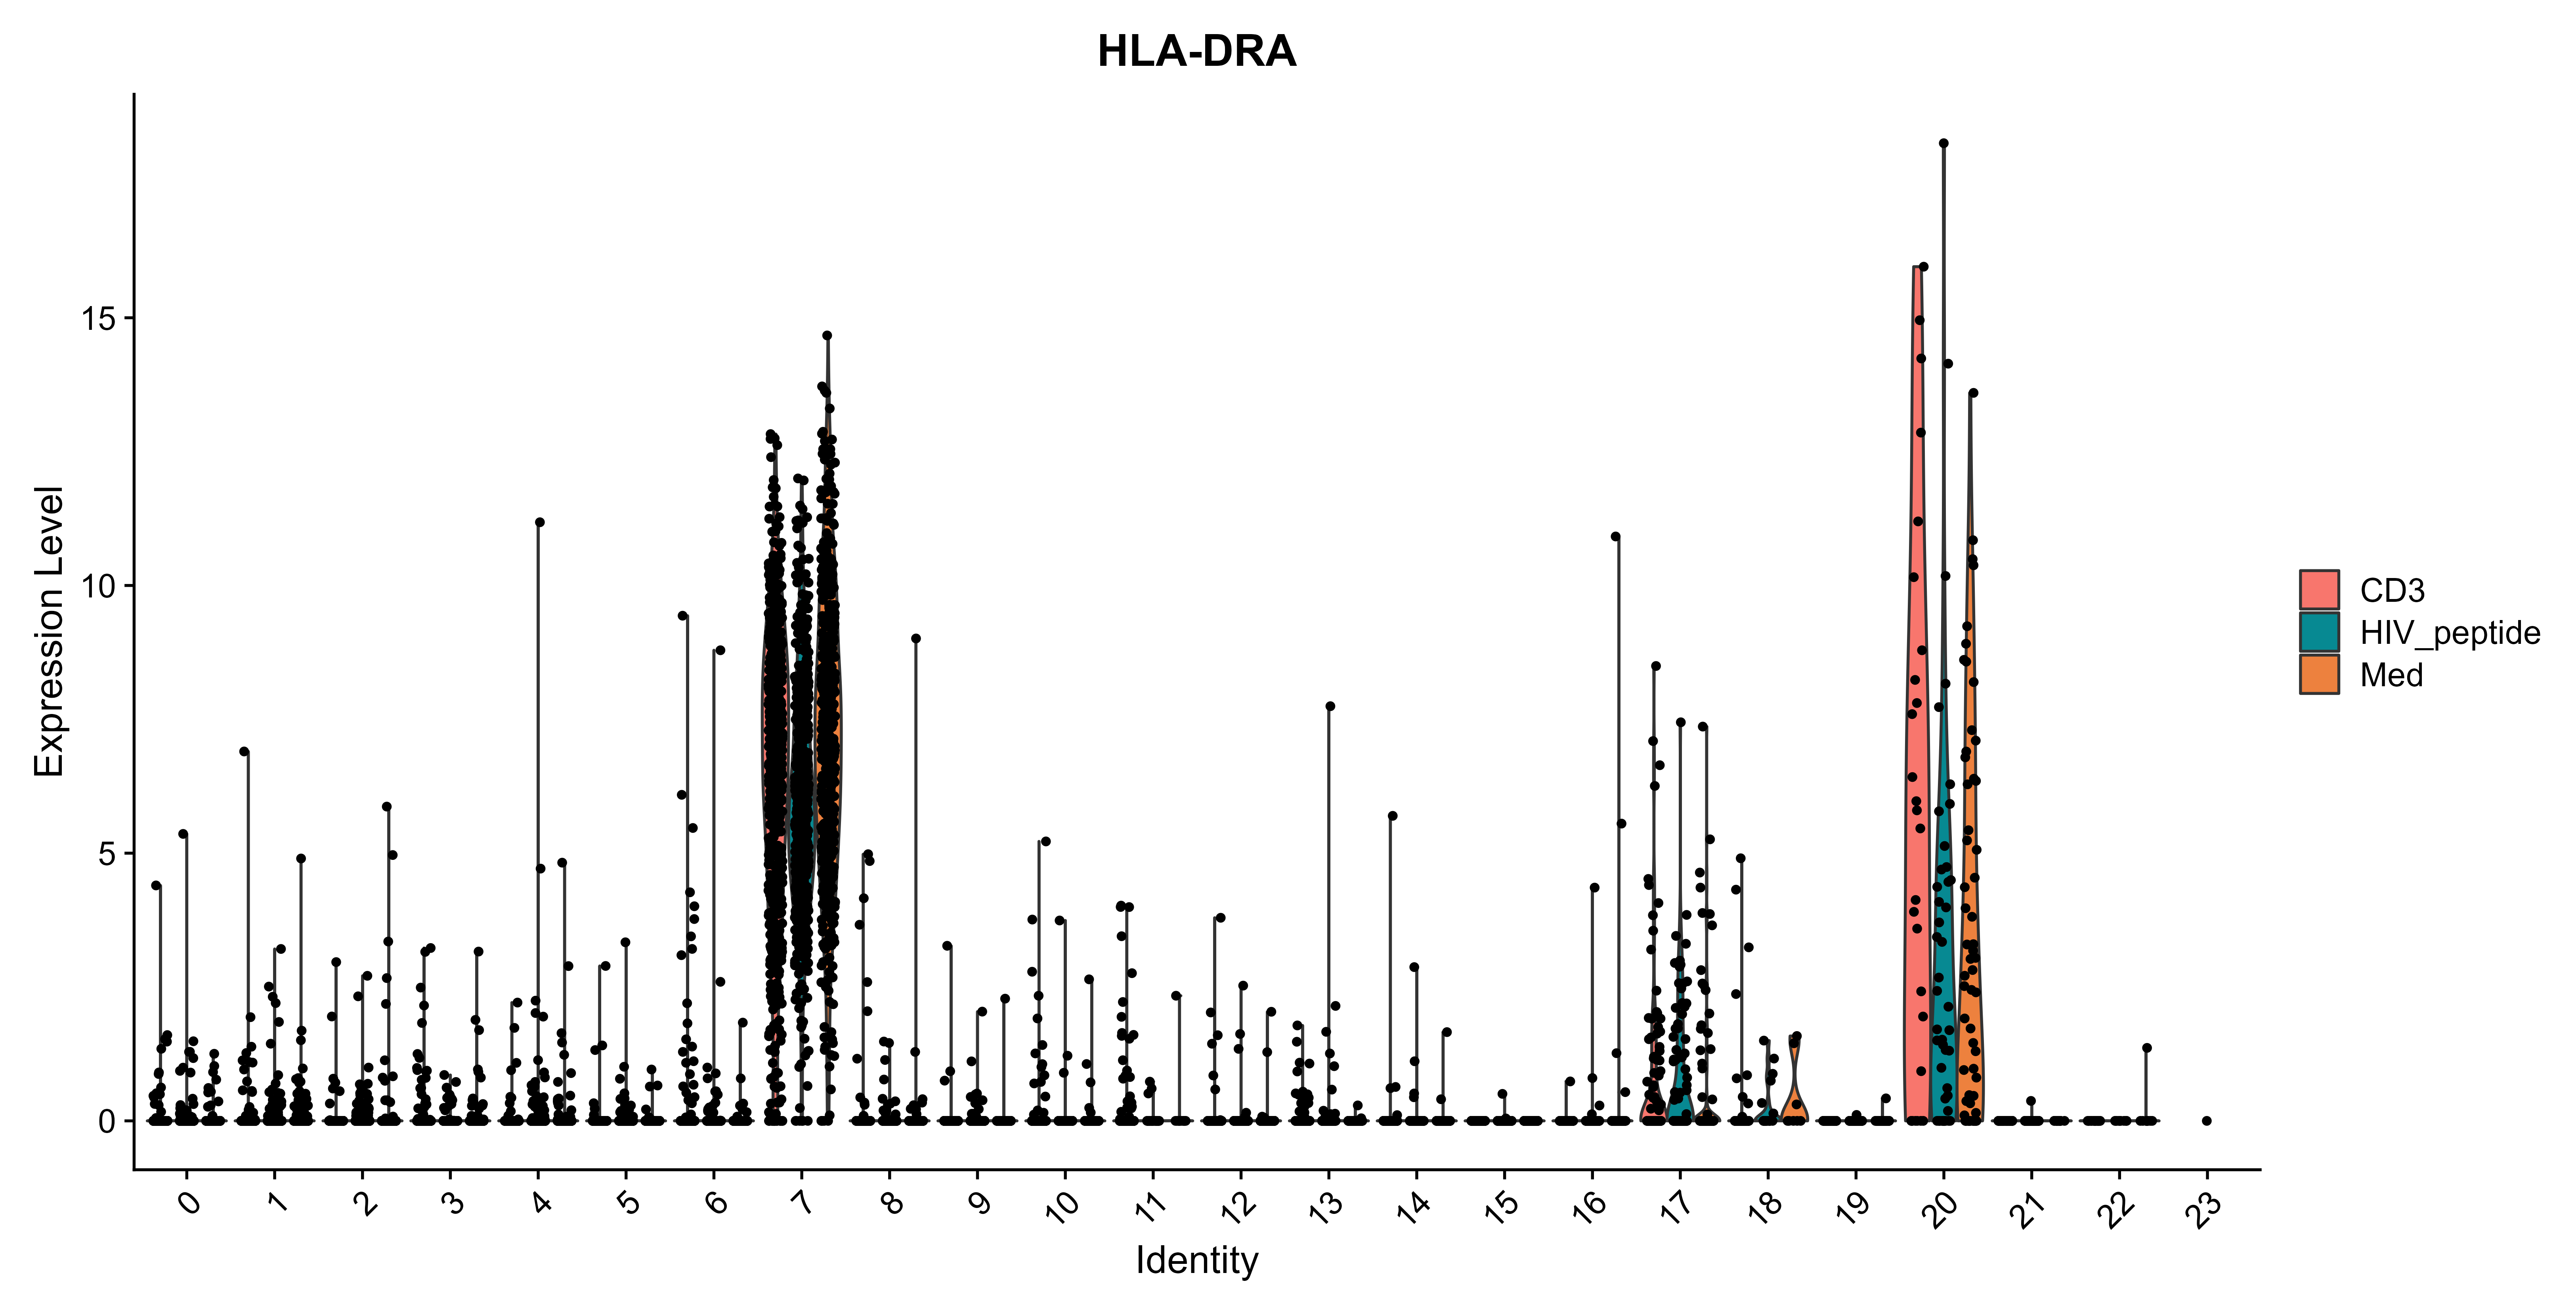 HLA-DRA
Expression Level
15
10
5
0
0 1 2 3 4 5 6 7 8 9 10 11 12 13 14 15 16 17 18 19 20 21 22 23
Identity
CD3
HIV_peptide
Med